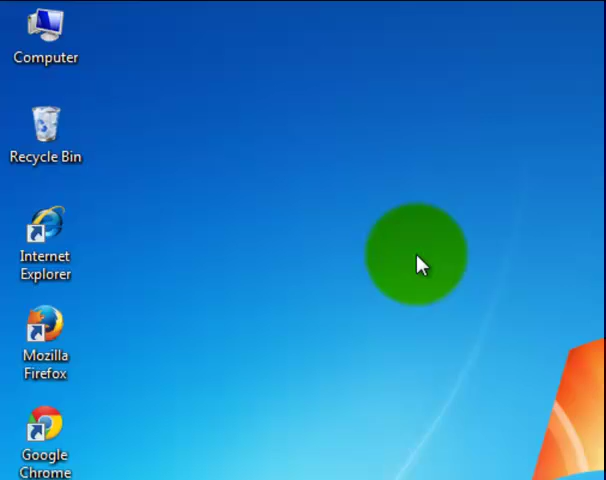 Computer
Recycle Bin
Internet
Explorer
Mozilla
Firefox
Google
Chrome